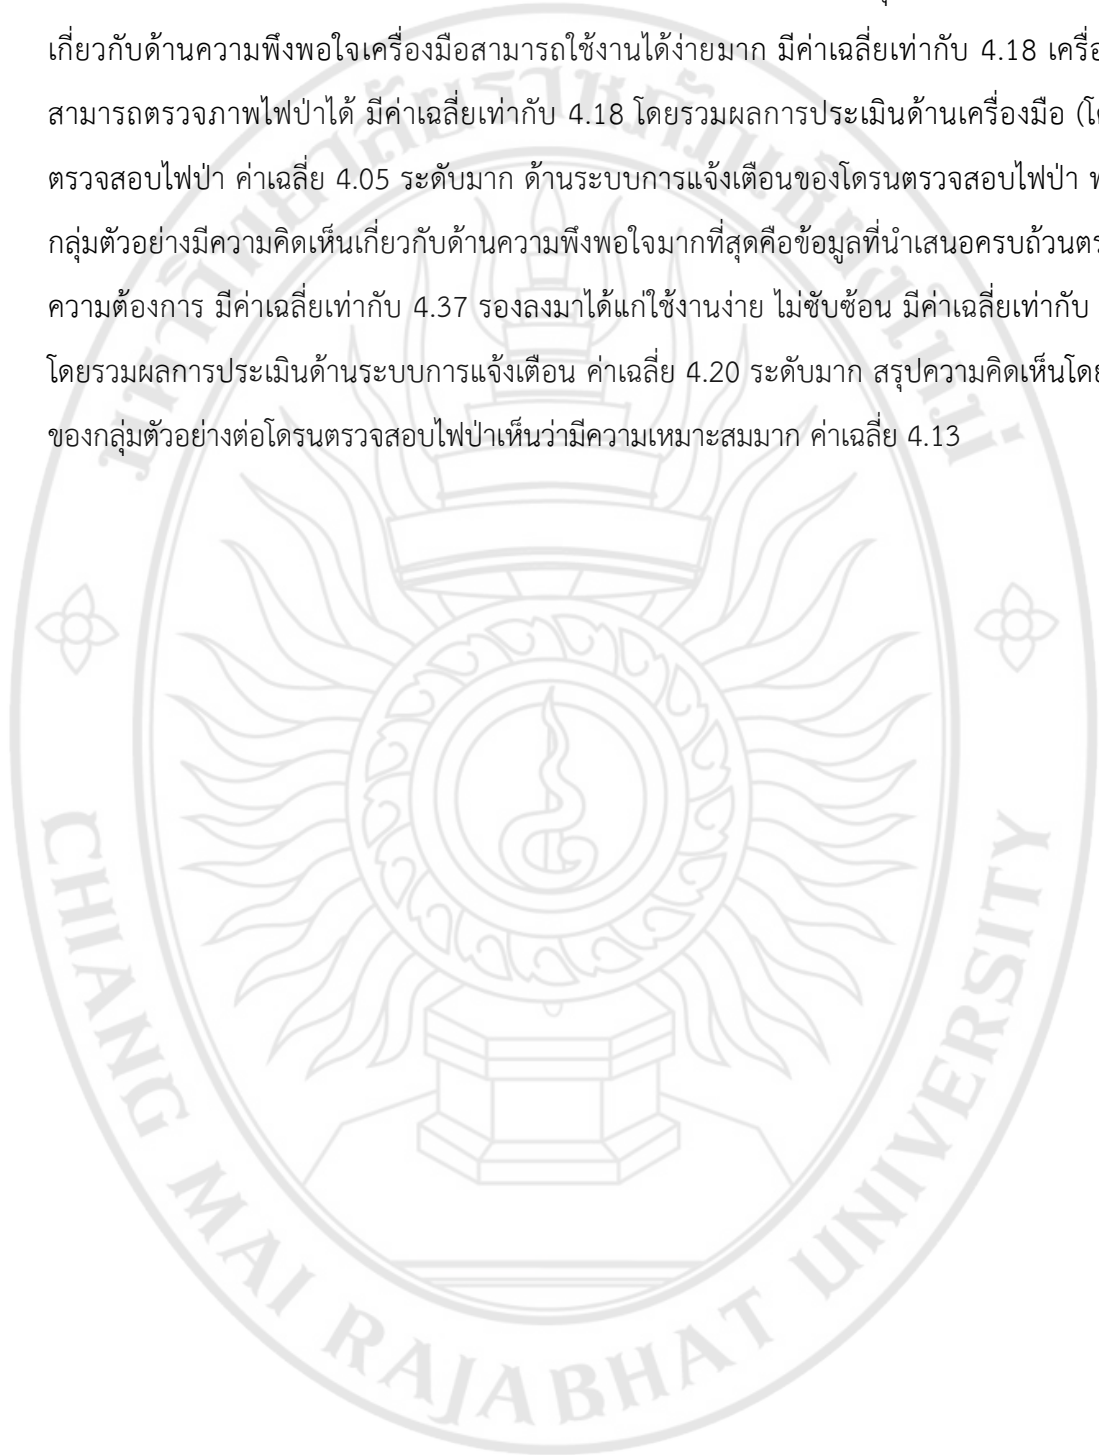 เกี่ยวกับด้านความพึงพอใจเครื่องมือสามารถใช้งานได้ง่ายมาก มีค่าเฉลี่ยเท่ากับ 4.18
สามารถตรวจภาพไฟป่าได้ มีค่าเฉลี่ยเท่ากับ 4.18 โดยรวมผลการประเมินด้านเครื่องมือ
ตรวจสอบไฟป่า ค่าเฉลี่ย 4.05 ระดับมาก ด้านระบบการแจ้งเตือนของโดรนตรวจสอบไฟป่า
กลุ่มตัวอย่างมีความคิดเห็นเกี่ยวกับด้านความพึงพอใจมากที่สุดคือข้อมูลที่นำเสนอครบถ้วน
ความต้องการ มีค่าเฉลี่ยเท่ากับ 4.37 รองลงมาได้แก่ใช้งานง่าย ไม่ซับซ้อน มีค่าเฉลี่ยเท่ากับ
โดยรวมผลการประเมินด้านระบบการแจ้งเตือน ค่าเฉลี่ย 4.20 ระดับมาก สรุปความคิดเห็น
ของกลุ่มตัวอย่างต่อโดรนตรวจสอบไฟป่าเห็นว่ามีความเหมาะสมมาก ค่าเฉลี่ย 4.13
มหาวิทยาลัยราชภัฏเชียงใหม่
CHIANG MAI RAJABHAT UNIVERSITY